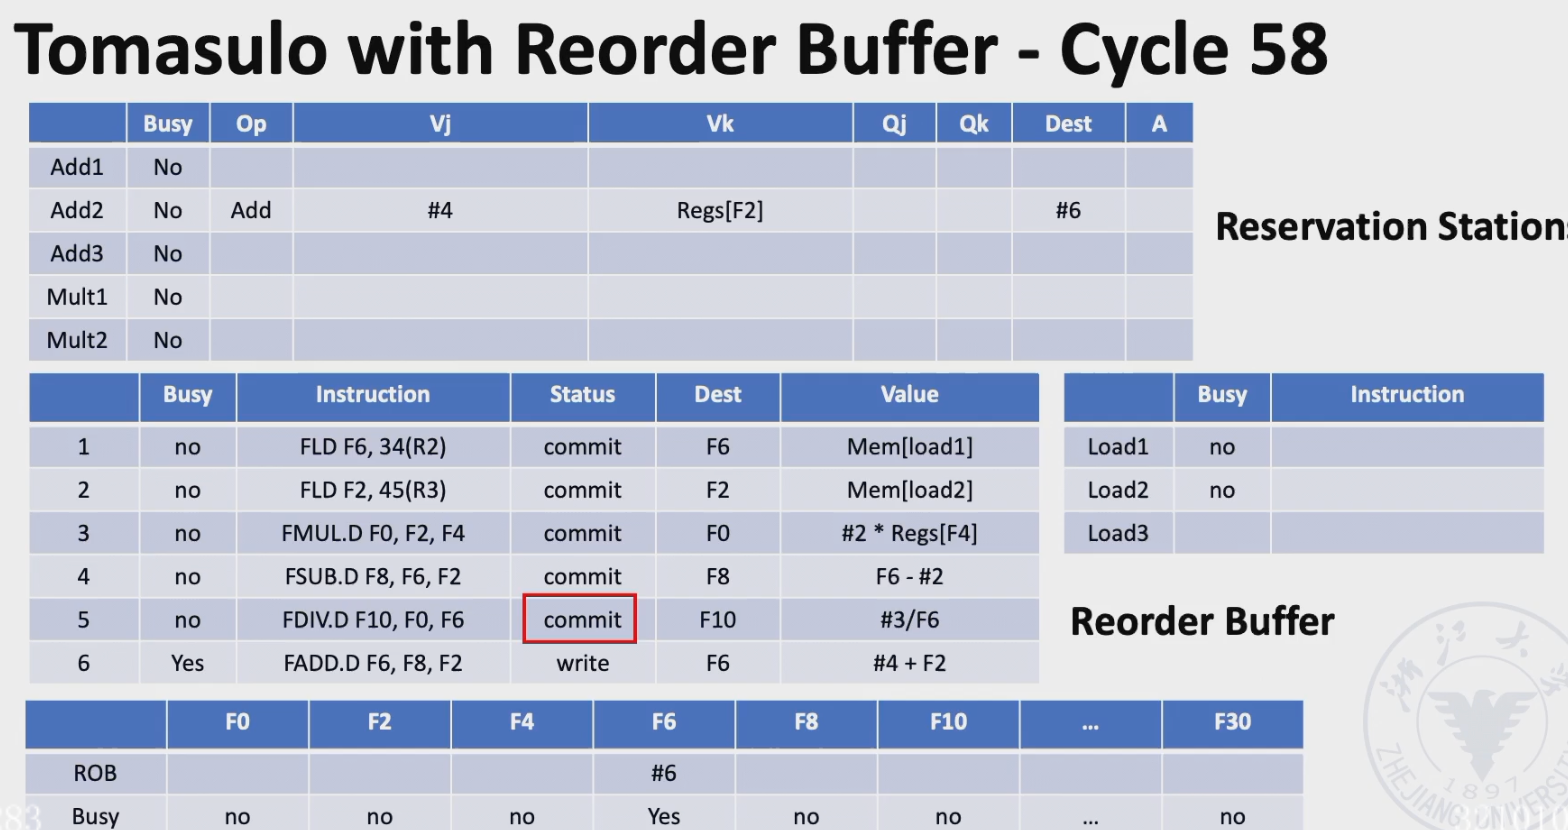 Tomasulo with Reorder Buffer - Cycle 58
Busy Op Vj Vk Qj Qk Dest A
Add1 No
Add2 No Add #4 Regs[F2] #6
Add3 No
Mult1 No
Mult2 No
Reservation Stations
Busy Instruction Status Dest Value
1 no FLD F6, 34(R2) commit F6 Mem[load1]
2 no FLD F2, 45(R3) commit F2 Mem[load2]
3 no FMUL.D F0, F2, F4 commit F0 #2 * Regs[F4]
4 no FSUB.D F8, F6, F2 commit F8 F6 - #2
5 no FDIV.D F10, F0, F6 commit F10 #3/F6
6 Yes FADD.D F6, F8, F2 write F6 #4 + F2
Busy Instruction
Load1 no
Load2 no
Load3
Reorder Buffer
F0 F2 F4 F6 F8 F10 ... F30
ROB #6
Busy no no no Yes no no ... no
1897
ZHEJIANG UNIVERSITY